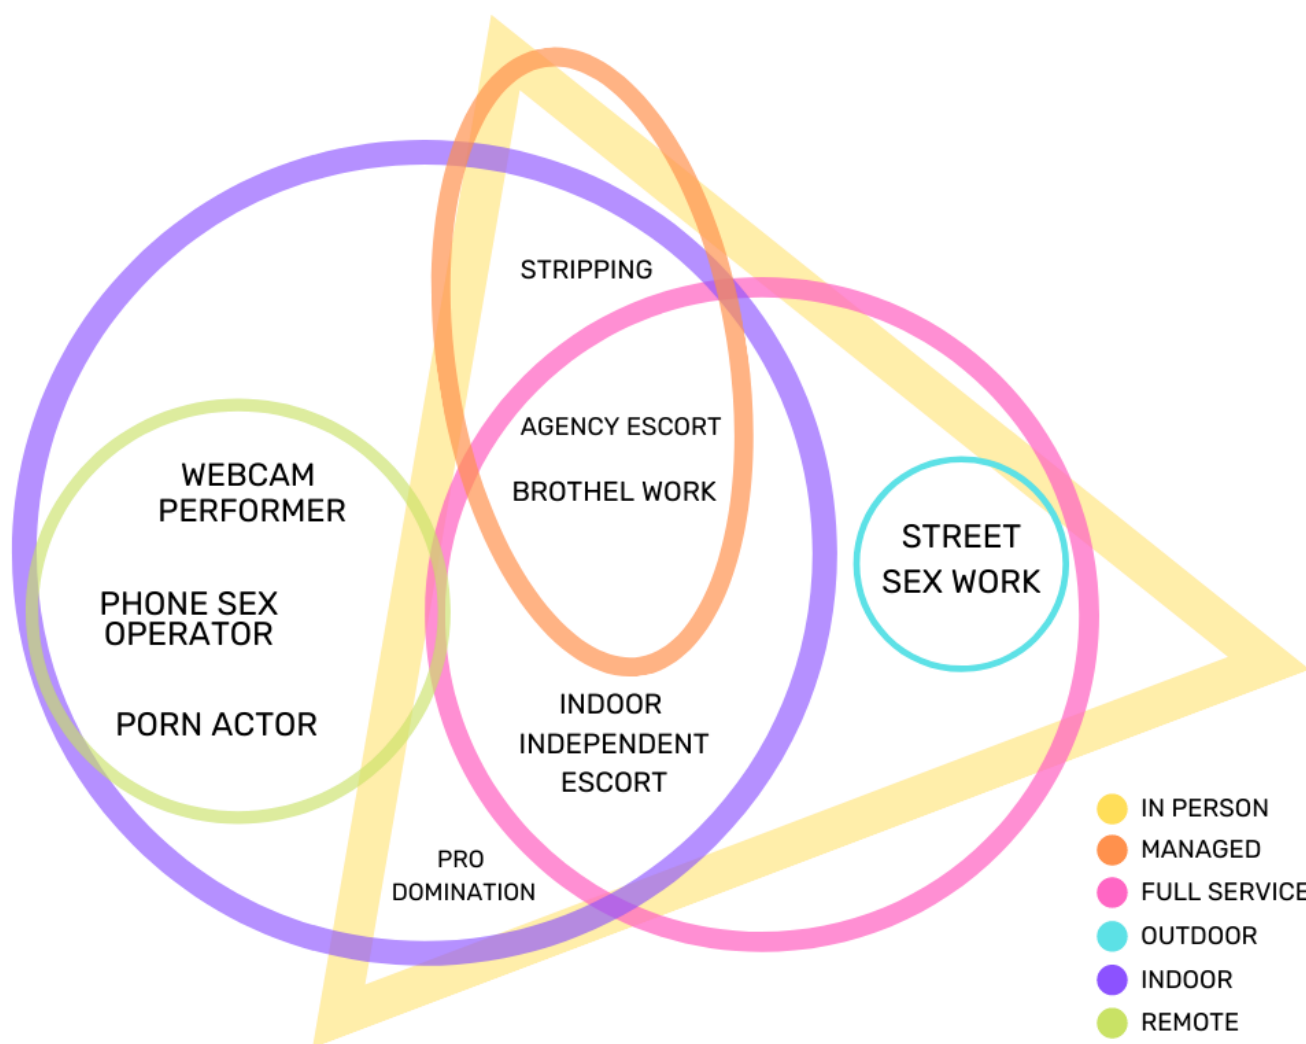 STRIPPING
AGENCY ESCORT
BROTHEL WORK
WEBCAM
PERFORMER
PHONE SEX
OPERATOR
PORN ACTOR
STREET
SEX WORK
INDOOR
INDEPENDENT
ESCORT
PRO
DOMINATION
IN PERSON
MANAGED
FULL SERVICE
OUTDOOR
INDOOR
REMOTE